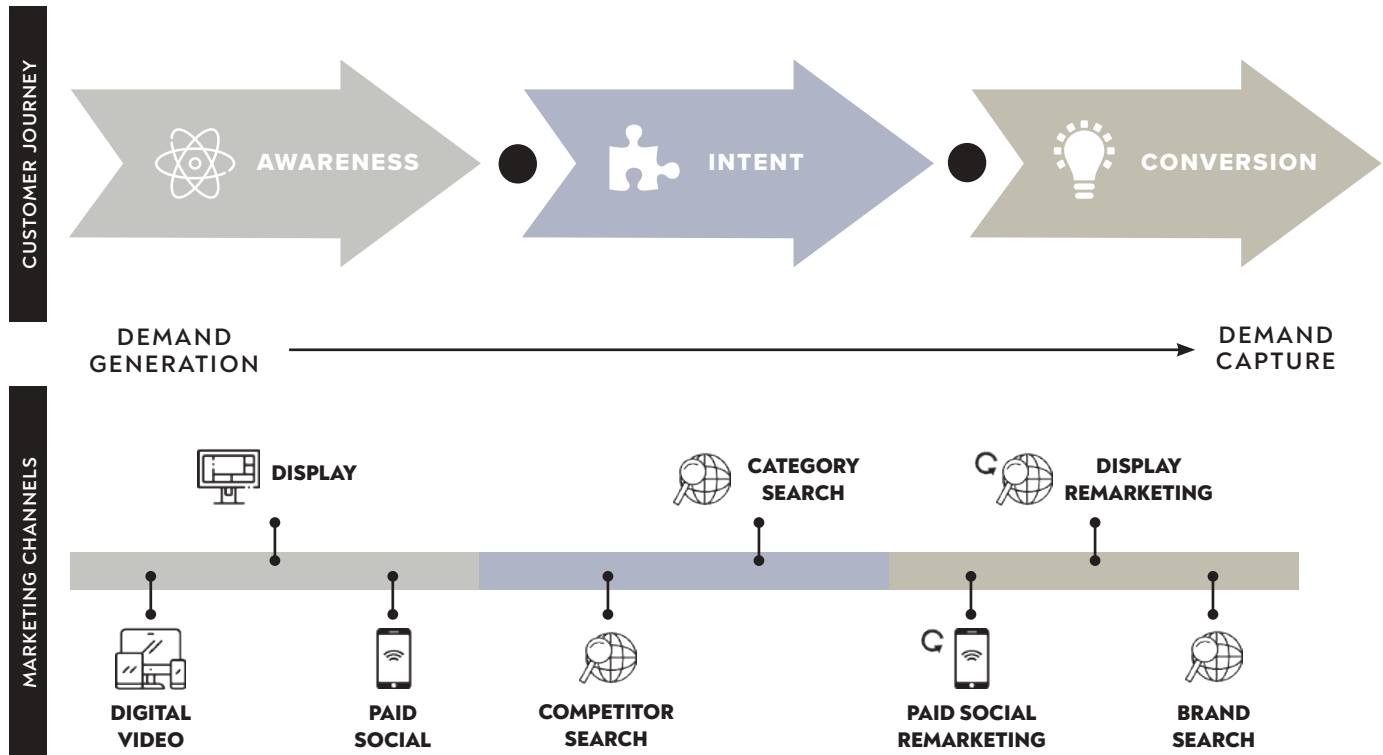 CUSTOMER JOURNEY
AWARENESS
INTENT
CONVERSION
DEMAND
GENERATION
DEMAND
CAPTURE
MARKETING CHANNELS
DISPLAY
CATEGORY
SEARCH
DISPLAY
REMARKETING
DIGITAL
VIDEO
PAID
SOCIAL
COMPETITOR
SEARCH
PAID SOCIAL
REMARKETING
BRAND
SEARCH